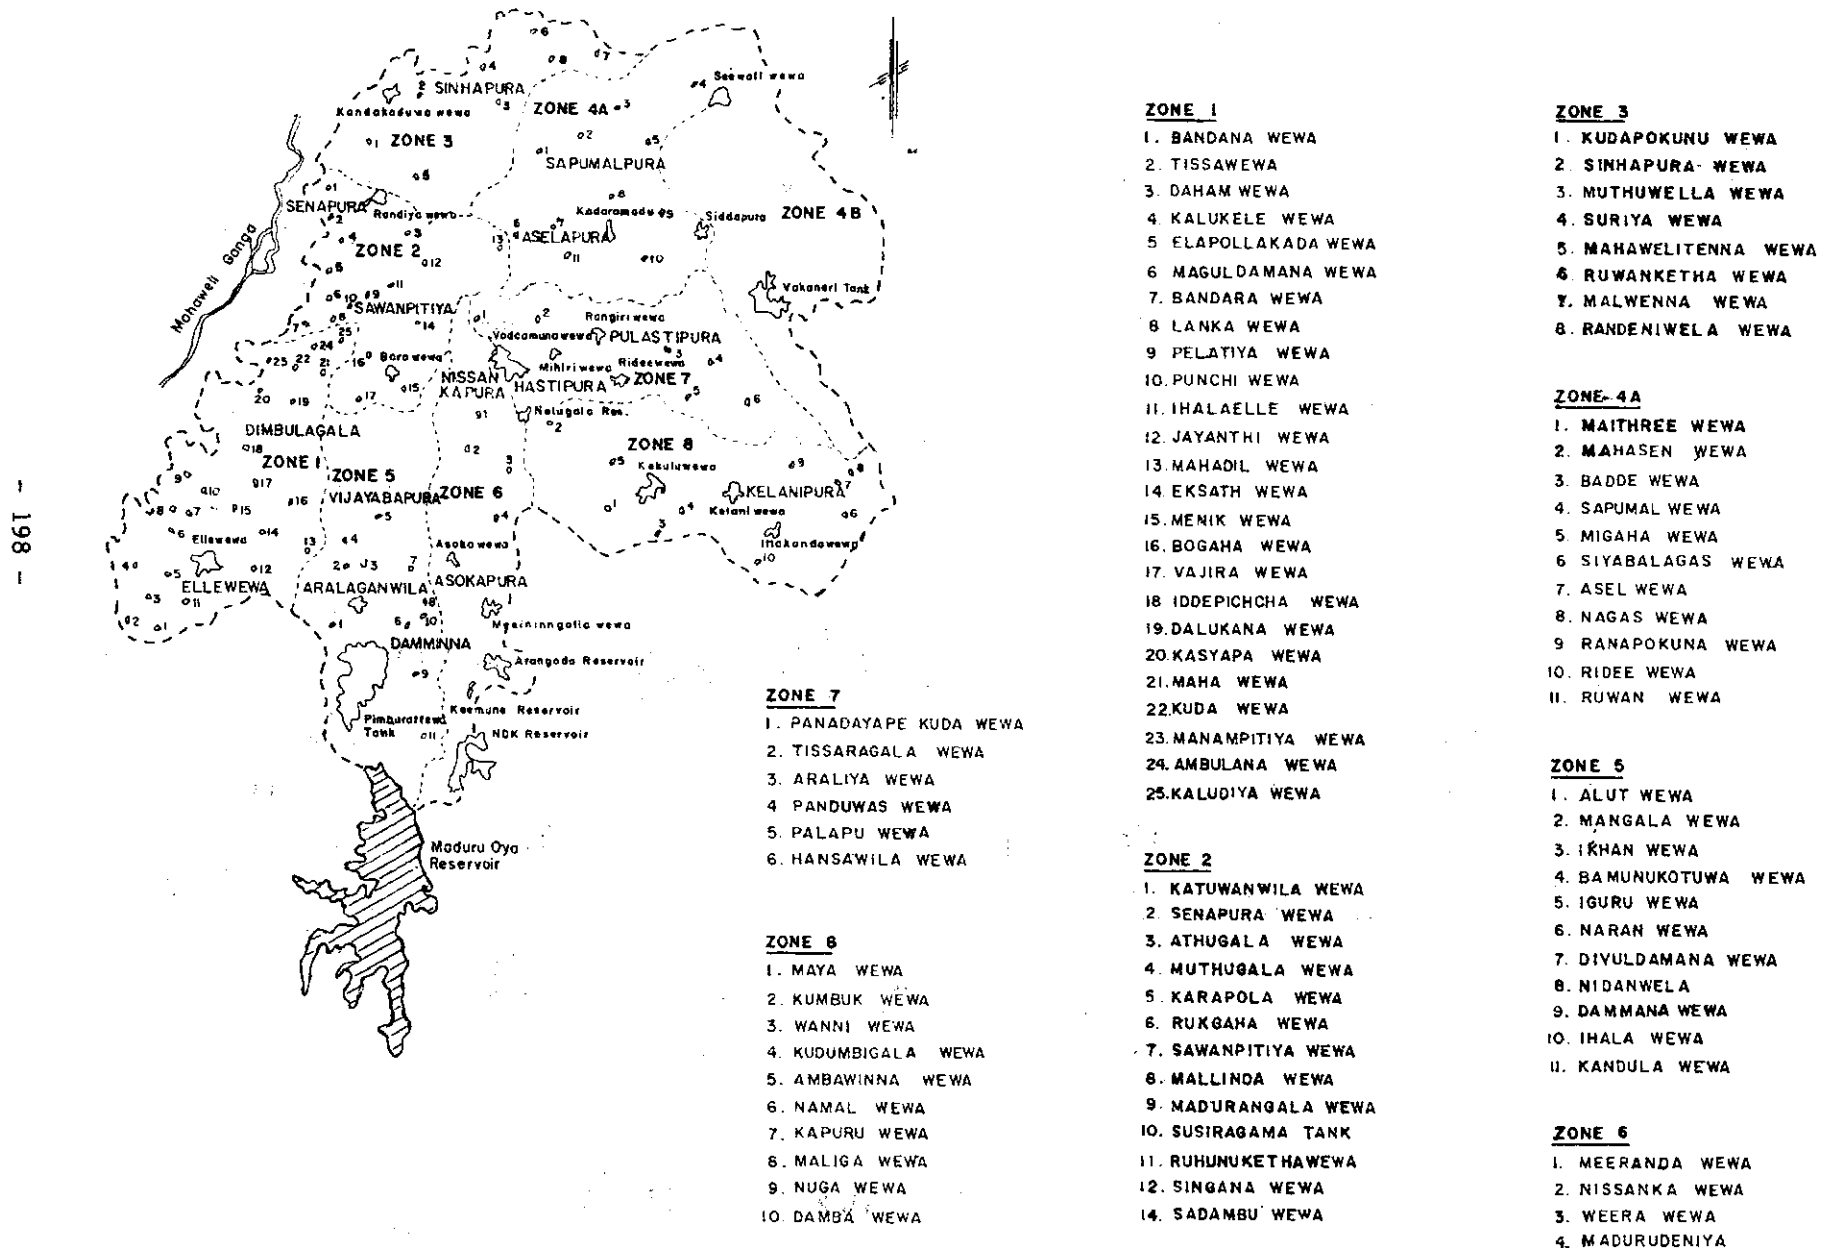 SINHAPURA
Seewali wewa
Kandakaduwa wewa
ZONE 4A
ZONE 3
SAPUMALPURA
SENAPURA
Randiya wewa
Kadaramaduwa
Siddapura
ZONE 4B
ASELAPURA
ZONE 2
Mahaweli Ganga
Vakaneri Tank
SAWANPITIYA
Rangiri wewa
Vadcamunawewa
PULASTIPURA
Bora wewa
Mihiri wewa
Rideewewa
NISSAN
KAPURA
HASTIPURA
ZONE 7
Nelugala Res.
DIMBULAGALA
ZONE 8
ZONE 1
ZONE 5
Kekuluwewa
VIJAYABAPURA
ZONE 6
KELANIPURA
Kelani wewa
Ellewewa
Asokawewa
ELLEWEWA
ARALAGANWILA
ASOKAPURA
DAMMINNA
Arangoda Reservoir
Keemune Reservoir
Pimburattewa
Tank
NDK Reservoir
Maduru Oya
Reservoir
- 198 -
ZONE 7
1. PANADAYAPE KUDA WEWA
2. TISSARAGALA WEWA
3. ARALIYA WEWA
4 PANDUWAS WEWA
5. PALAPU WEWA
6. HANSAWILA WEWA
ZONE 8
1. MAYA WEWA
2. KUMBUK WEWA
3. WANNI WEWA
4. KUDUMBIGALA WEWA
5. AMBAWINNA WEWA
6. NAMAL WEWA
7. KAPURU WEWA
8. MALIGA WEWA
9. NUGA WEWA
10. DAMBA WEWA
ZONE 1
1. BANDANA WEWA
2. TISSAWEWA
3. DAHAM WEWA
4. KALUKELE WEWA
5 ELAPOLLAKADA WEWA
6 MAGULDAMANA WEWA
7. BANDARA WEWA
8 LANKA WEWA
9 PELATIYA WEWA
10. PUNCHI WEWA
11. IHALAELLE WEWA
12. JAYANTHI WEWA
13. MAHADIL WEWA
14. EKSATH WEWA
15. MENIK WEWA
16. BOGAHA WEWA
17. VAJIRA WEWA
18 IDDEPICHCHA WEWA
19. DALUKANA WEWA
20. KASYAPA WEWA
21. MAHA WEWA
22. KUDA WEWA
23. MANAMPITIYA WEWA
24. AMBULANA WEWA
25. KALUDIYA WEWA
ZONE 2
1. KATUWANWILA WEWA
2. SENAPURA WEWA
3. ATHUGALA WEWA
4. MUTHUGALA WEWA
5. KARAPOLA WEWA
6. RUKGAHA WEWA
7. SAWANPITIYA WEWA
8. MALLINDA WEWA
9. MADURANGALA WEWA
10. SUSIRAGAMA TANK
11. RUHUNUKETHAWEWA
12. SINGANA WEWA
14. SADAMBU WEWA
ZONE 3
1. KUDAPOKUNU WEWA
2. SINHAPURA WEWA
3. MUTHUWELLA WEWA
4. SURIYA WEWA
5. MAHAWELITENNA WEWA
6. RUWANKETHA WEWA
7. MALWENNA WEWA
8. RANDENIWELA WEWA
ZONE-4A
1. MAITHREE WEWA
2. MAHASEN WEWA
3. BADDE WEWA
4. SAPUMAL WEWA
5. MIGAHA WEWA
6 SIYABALAGAS WEWA
7. ASEL WEWA
8. NAGAS WEWA
9 RANAPOKUNA WEWA
10. RIDEE WEWA
11. RUWAN WEWA
ZONE 5
1. ALUT WEWA
2. MANGALA WEWA
3. IKHAN WEWA
4. BAMUNUKOTUWA WEWA
5. IGURU WEWA
6. NARAN WEWA
7. DIVULDAMANA WEWA
8. NIDANWELA
9. DAMMANA WEWA
10. IHALA WEWA
11. KANDULA WEWA
ZONE 6
1. MEERANDA WEWA
2. NISSANKA WEWA
3. WEERA WEWA
4. MADURUDENIYA